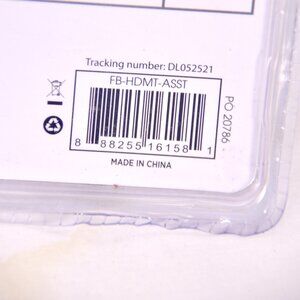 Tracking number: DL052521
FB-HDMT-ASST
8 88255 16158 1
MADE IN CHINA
PO 20786